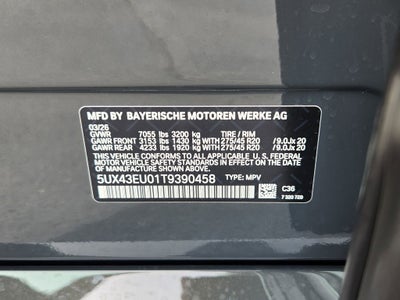 MFD BY BAYERISCHE MOTOREN WERKE AG
03/26
GVWR 7055 lbs 3200 kg TIRE / RIM
GAWR FRONT 3153 lbs 1430 kg 275/45 R20 / 9.0Jx 20
GAWR REAR 4233 lbs 1920 kg 275/45 R20 / 9.0Jx 20
THIS VEHICLE CONFORMS TO ALL APPLICABLE U.S. FEDERAL
MOTOR VEHICLE SAFETY STANDARDS IN EFFECT ON THE
DATE OF MANUFACTURE SHOWN ABOVE.
5UX43EU01T9390458 TYPE: MPV
C36